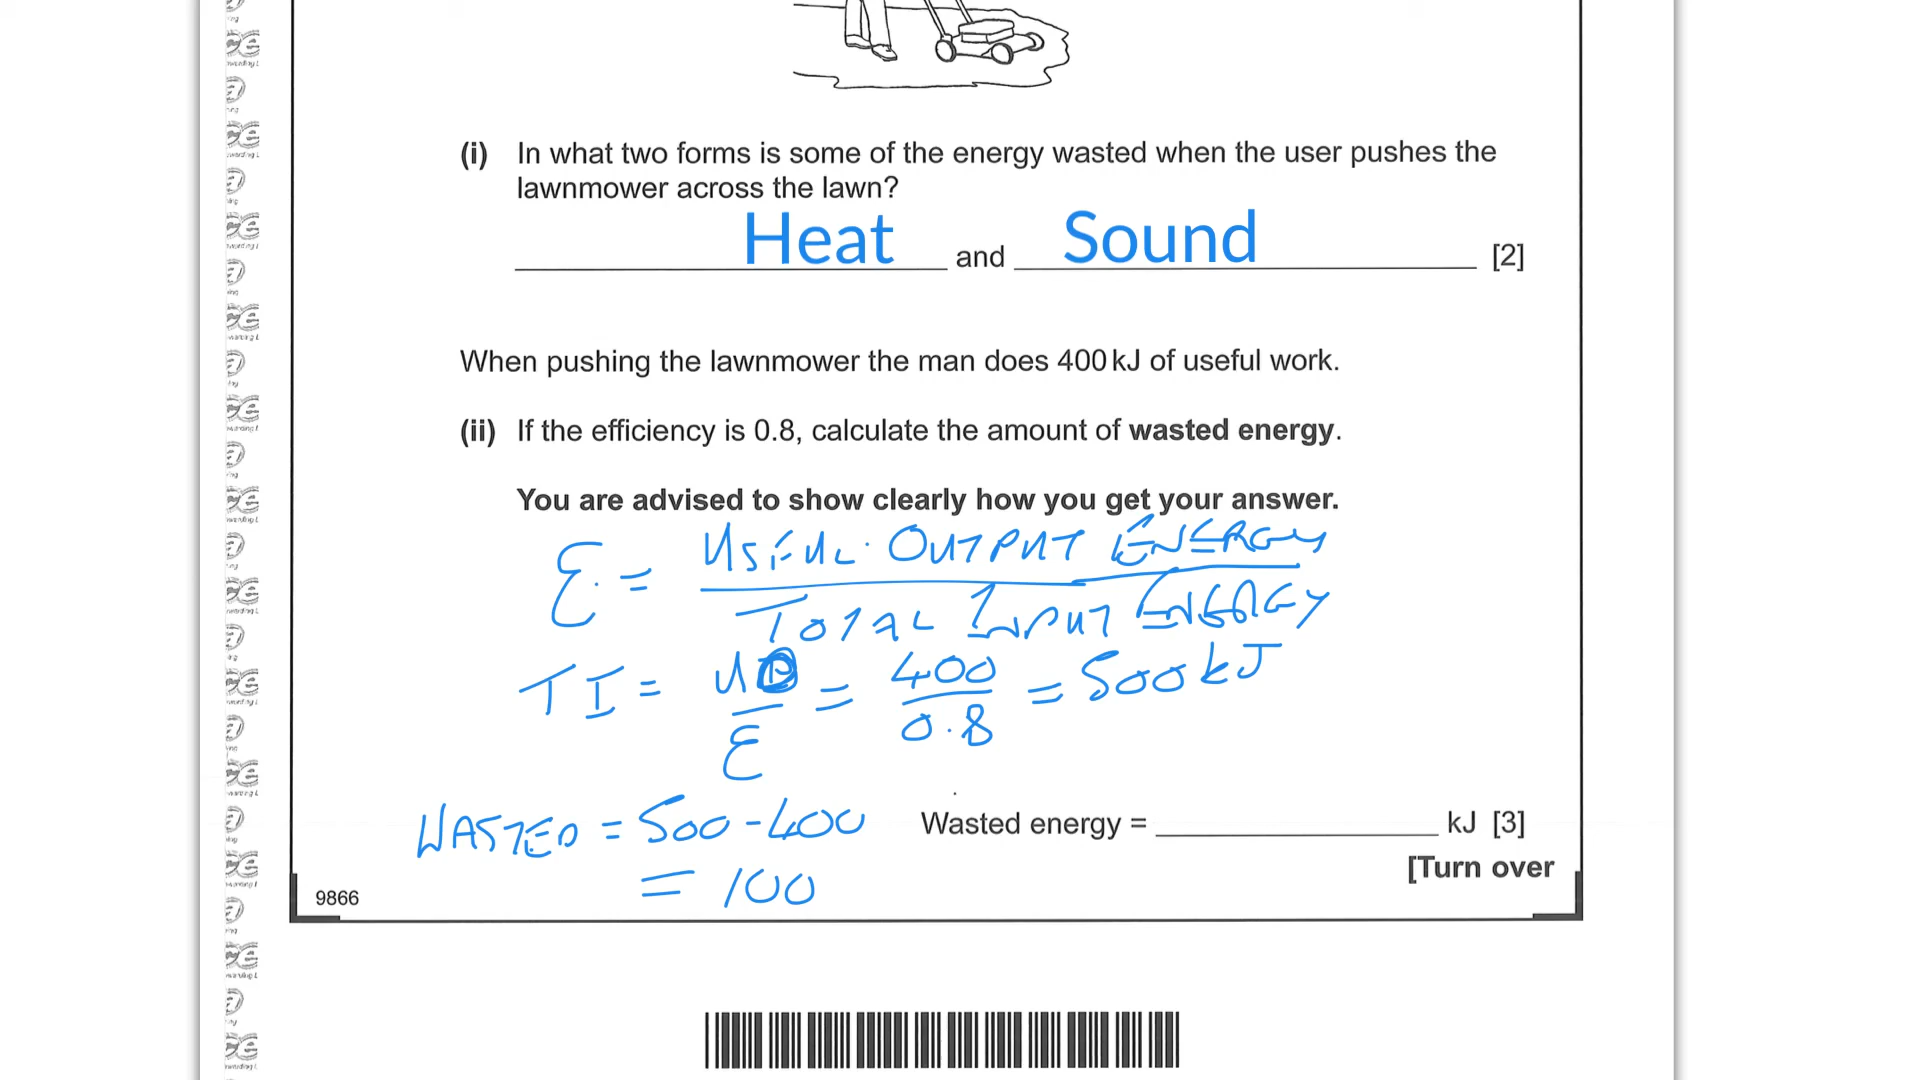 (i) In what two forms is some of the energy wasted when the user pushes the
lawnmower across the lawn?
Heat and Sound [2]
When pushing the lawnmower the man does 400 kJ of useful work.
(ii) If the efficiency is 0.8, calculate the amount of wasted energy.
You are advised to show clearly how you get your answer.
E = USEFUL OUTPUT ENERGY
TOTAL INPUT ENERGY
TI = UO = 400 = 500 kJ
E 0.8
WASTED = 500 - 400 Wasted energy = kJ [3]
= 100
[Turn over
9866